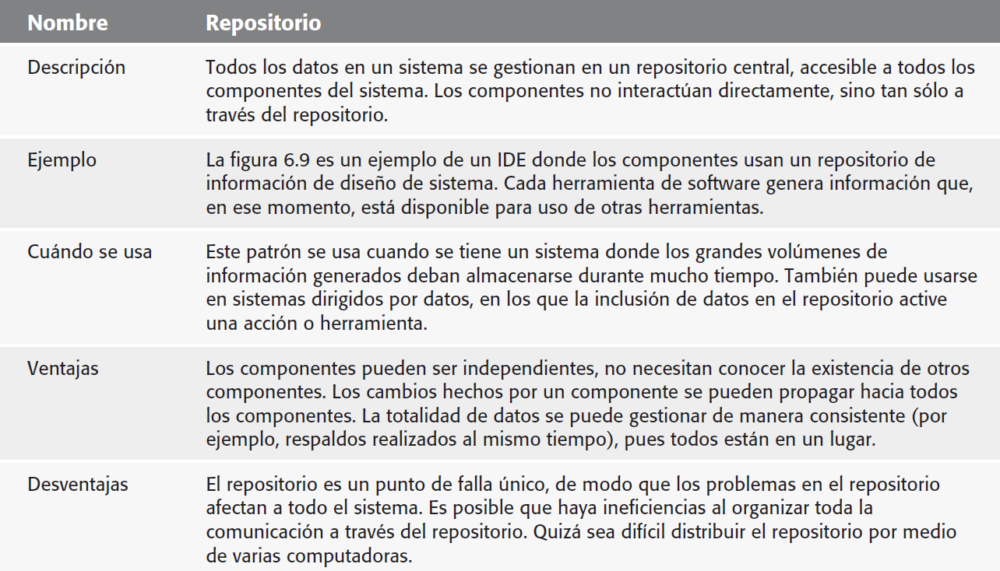 Nombre Repositorio
Descripción Todos los datos en un sistema se gestionan en un repositorio central, accesible a todos los
componentes del sistema. Los componentes no interactúan directamente, sino tan sólo a
través del repositorio.
Ejemplo La figura 6.9 es un ejemplo de un IDE donde los componentes usan un repositorio de
información de diseño de sistema. Cada herramienta de software genera información que,
en ese momento, está disponible para uso de otras herramientas.
Cuándo se usa Este patrón se usa cuando se tiene un sistema donde los grandes volúmenes de
información generados deban almacenarse durante mucho tiempo. También puede usarse
en sistemas dirigidos por datos, en los que la inclusión de datos en el repositorio active
una acción o herramienta.
Ventajas Los componentes pueden ser independientes, no necesitan conocer la existencia de otros
componentes. Los cambios hechos por un componente se pueden propagar hacia todos
los componentes. La totalidad de datos se puede gestionar de manera consistente (por
ejemplo, respaldos realizados al mismo tiempo), pues todos están en un lugar.
Desventajas El repositorio es un punto de falla único, de modo que los problemas en el repositorio
afectan a todo el sistema. Es posible que haya ineficiencias al organizar toda la
comunicación a través del repositorio. Quizá sea difícil distribuir el repositorio por medio
de varias computadoras.